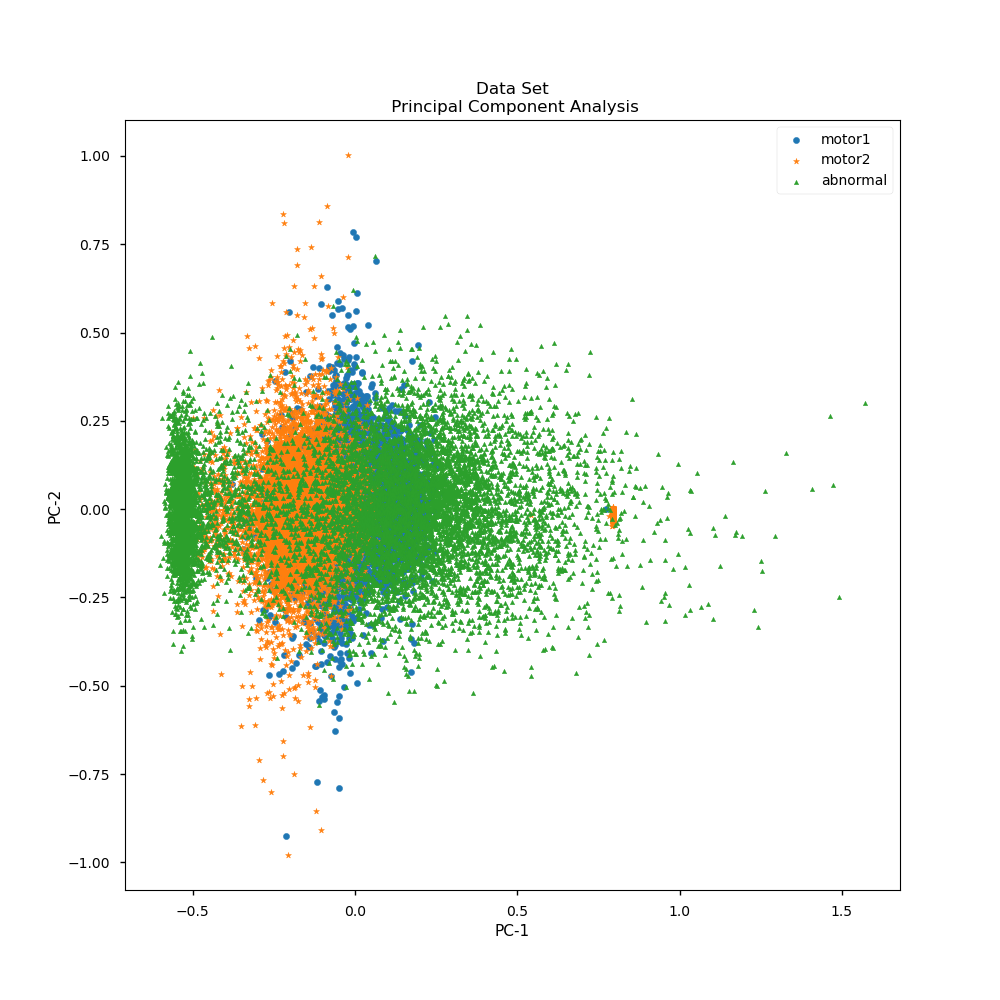 Data Set
Principal Component Analysis
motor1
motor2
abnormal
1.00
0.75
0.50
0.25
0.00
−0.25
−0.50
−0.75
−1.00
PC-2
−0.5
0.0
0.5
1.0
1.5
PC-1